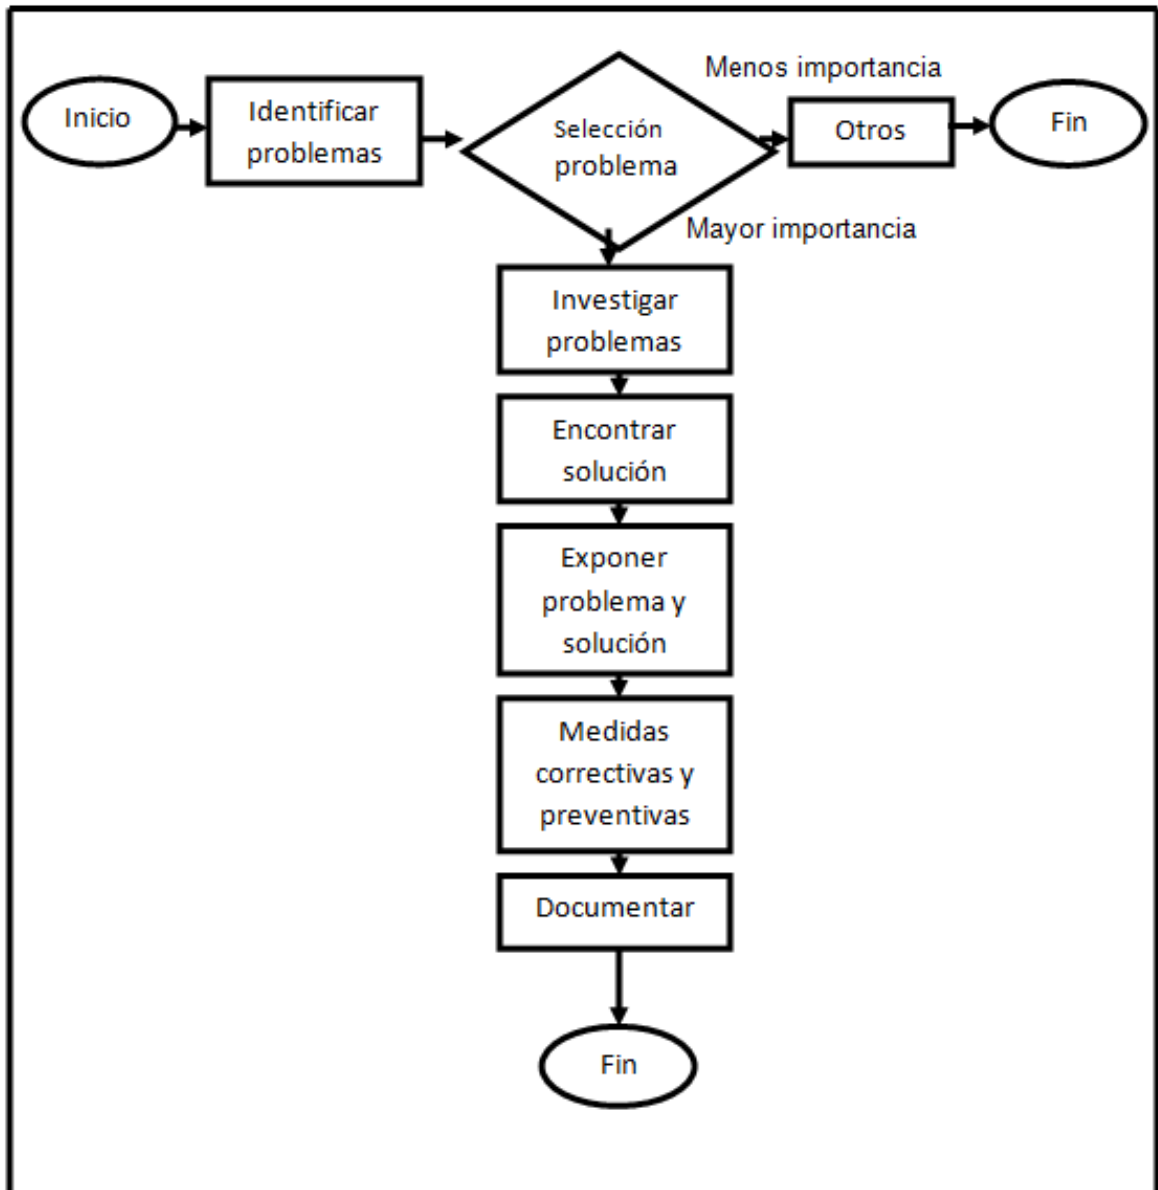 Inicio
Identificar
problemas
Selección
problema
Menos importancia
Otros
Fin
Mayor importancia
Investigar
problemas
Encontrar
solución
Exponer
problema y
solución
Medidas
correctivas y
preventivas
Documentar
Fin